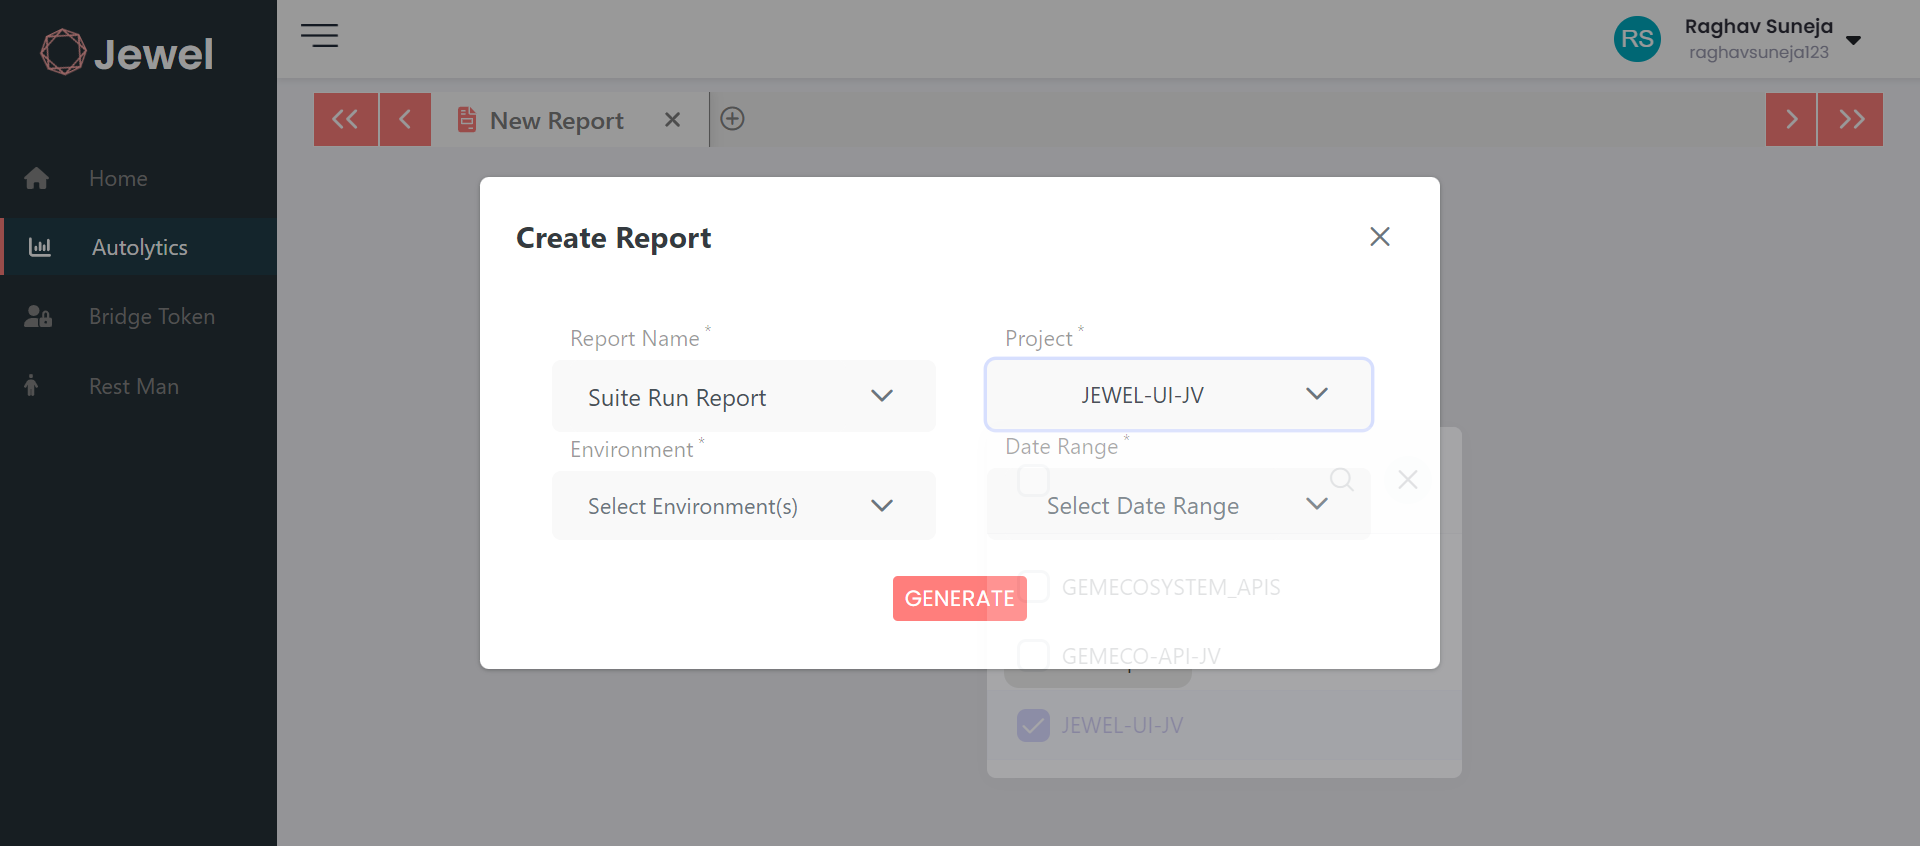 Jewel
Raghav Suneja
RS
raghavsuneja123
New Report
Home
Autolytics
Bridge Token
Rest Man
Create Report
Report Name *
Project *
Suite Run Report
JEWEL-UI-JV
Environment *
Date Range *
Select Environment(s)
Select Date Range
GEMECOSYSTEM_APIS
GENERATE
GEMECO-API-JV
JEWEL-UI-JV